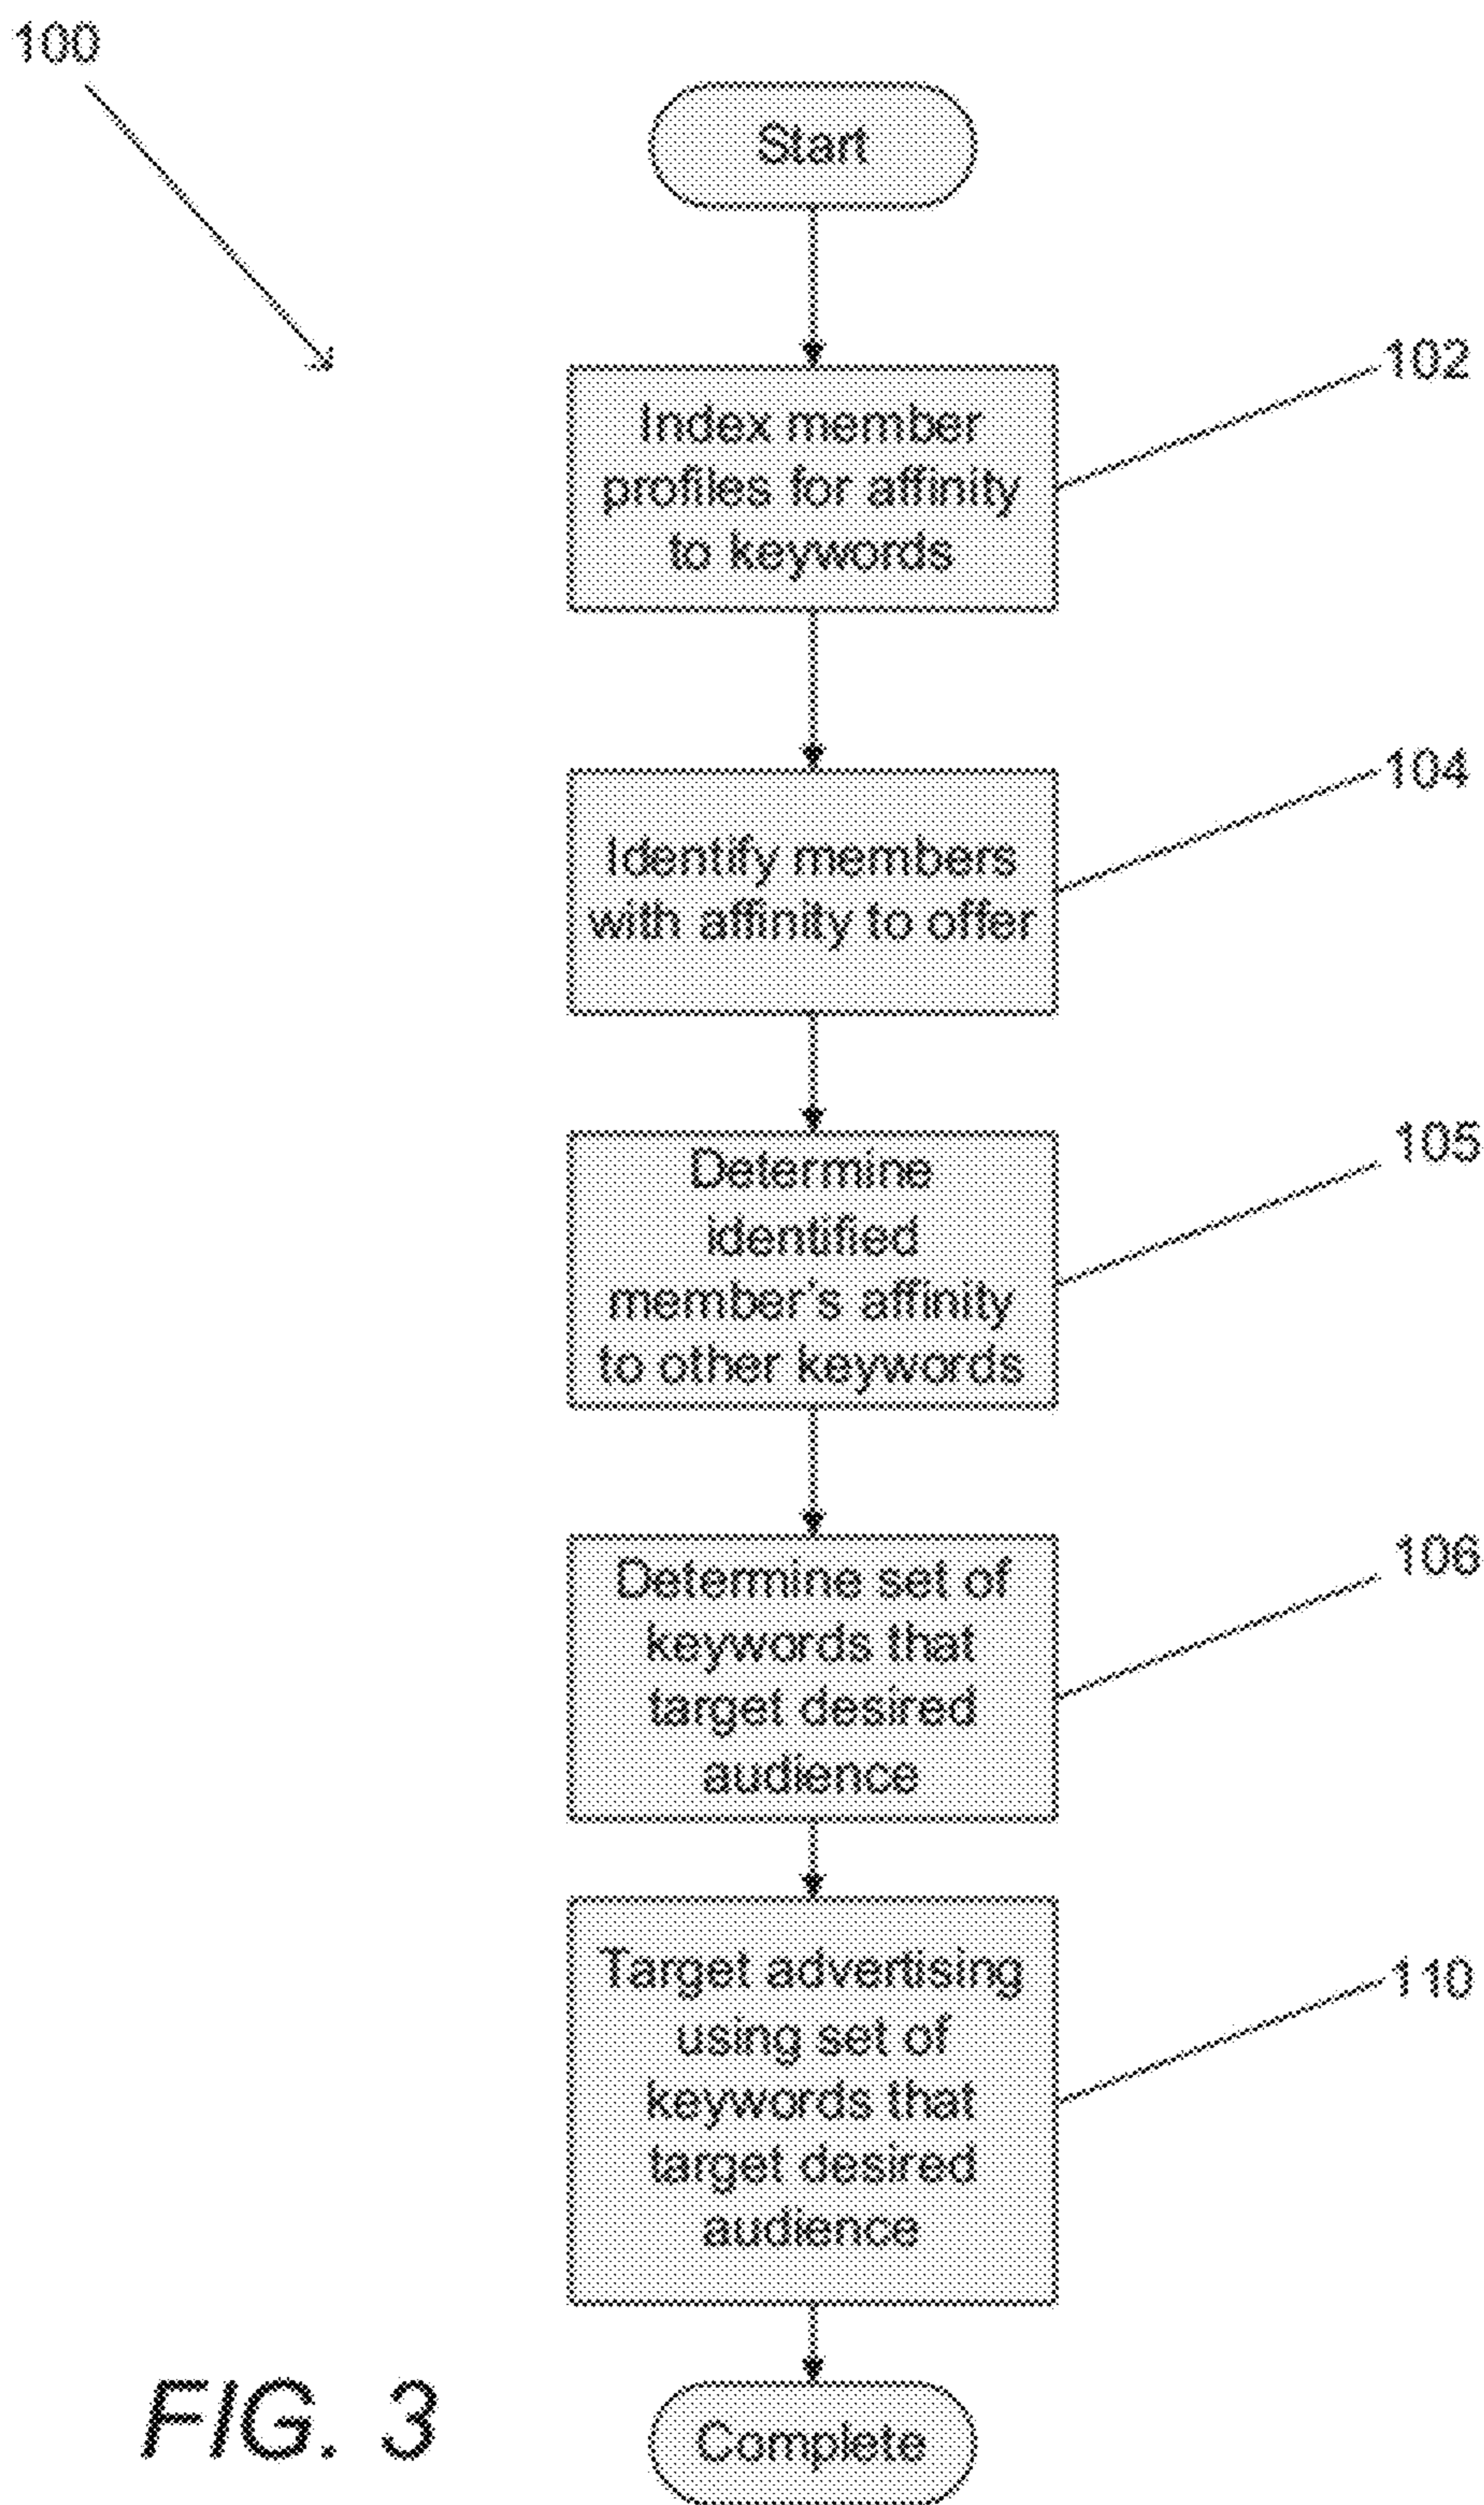 100
Start
102
Index member
profiles for affinity
to keywords
104
Identify members
with affinity to offer
105
Determine
identified
member's affinity
to other keywords
106
Determine set of
keywords that
target desired
audience
110
Target advertising
using set of
keywords that
target desired
audience
Complete
FIG. 3